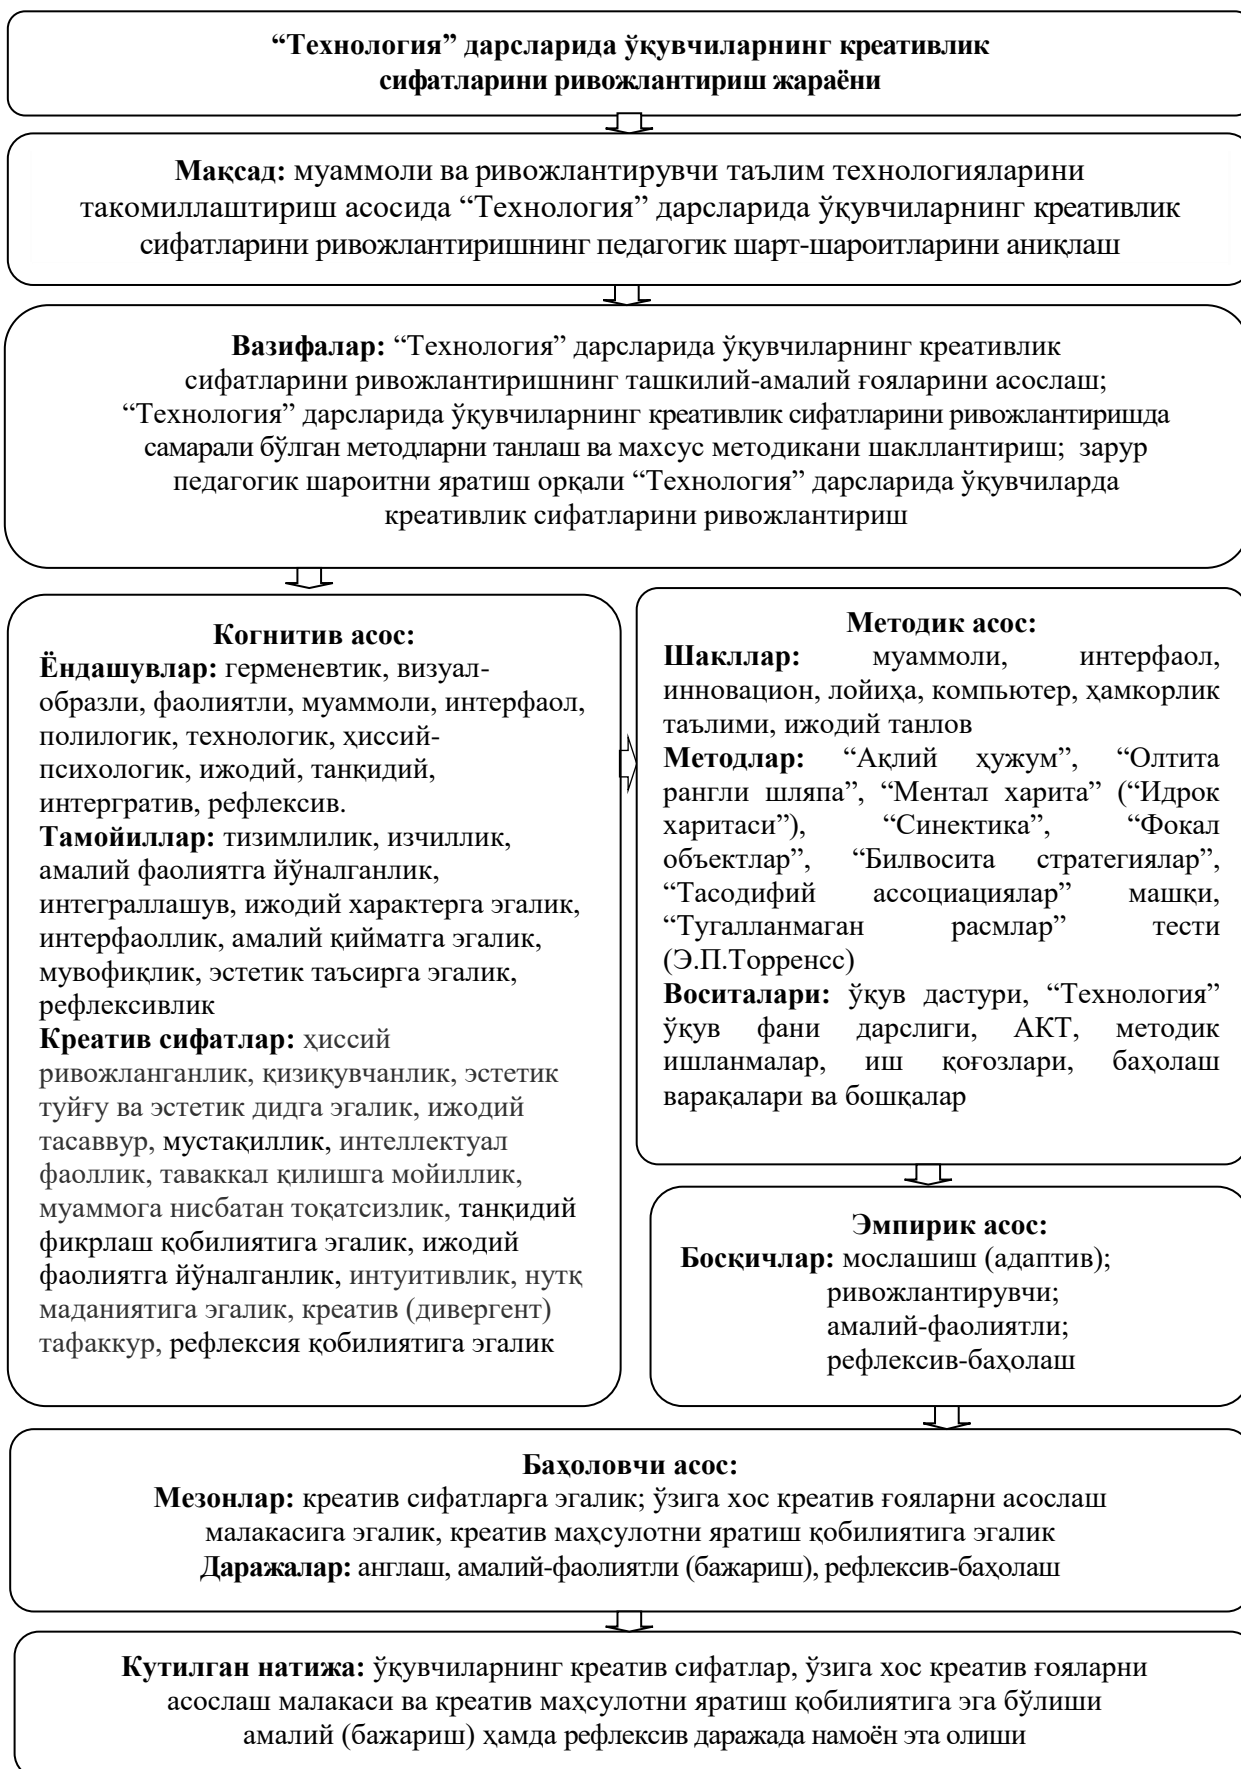 “Технология” дарсларида ўқувчиларнинг креативлик
сифатларини ривожлантириш жараёни
Мақсад: муаммоли ва ривожлантирувчи таълим технологияларини
такомиллаштириш асосида “Технология” дарсларида ўқувчиларнинг креативлик
сифатларини ривожлантиришнинг педагогик шарт-шароитларини аниқлаш
Вазифалар: “Технология” дарсларида ўқувчиларнинг креативлик
сифатларини ривожлантиришнинг ташкилий-амалий ғояларини асослаш;
“Технология” дарсларида ўқувчиларнинг креативлик сифатларини ривожлантиришда
самарали бўлган методларни танлаш ва махсус методикани шакллантириш; зарур
педагогик шароитни яратиш орқали “Технология” дарсларида ўқувчиларда
креативлик сифатларини ривожлантириш
Когнитив асос:
Ёндашувлар: герменевтик, визуал-
образли, фаолиятли, муаммоли, интерфаол,
полилогик, технологик, ҳиссий-
психологик, ижодий, танқидий,
интергратив, рефлексив.
Тамойиллар: тизимлилик, изчиллик,
амалий фаолиятга йўналганлик,
интеграллашув, ижодий характерга эгалик,
интерфаоллик, амалий қийматга эгалик,
мувофиқлик, эстетик таъсирга эгалик,
рефлексивлик
Креатив сифатлар: ҳиссий
ривожланганлик, қизиқувчанлик, эстетик
туйғу ва эстетик дидга эгалик, ижодий
тасаввур, мустақиллик, интеллектуал
фаоллик, таваккал қилишга мойиллик,
муаммога нисбатан тоқатсизлик, танқидий
фикрлаш қобилиятига эгалик, ижодий
фаолиятга йўналганлик, интуитивлик, нутқ
маданиятига эгалик, креатив (дивергент)
тафаккур, рефлексия қобилиятига эгалик
Методик асос:
Шакллар: муаммоли, интерфаол,
инновацион, лойиҳа, компьютер, ҳамкорлик
таълими, ижодий танлов
Методлар: “Ақлий ҳужум”, “Олтита
рангли шляпа”, “Ментал харита” (“Идрок
харитаси”), “Синектика”, “Фокал
объектлар”, “Билвосита стратегиялар”,
“Тасодифий ассоциациялар” машқи,
“Тугалланмаган расмлар” тести
(Э.П.Торренсс)
Воситалари: ўқув дастури, “Технология”
ўқув фани дарслиги, АКТ, методик
ишланмалар, иш қоғозлари, баҳолаш
варақалари ва бошқалар
Эмпирик асос:
Босқичлар: мослашиш (адаптив);
ривожлантирувчи;
амалий-фаолиятли;
рефлексив-баҳолаш
Баҳоловчи асос:
Мезонлар: креатив сифатларга эгалик; ўзига хос креатив ғояларни асослаш
малакасига эгалик, креатив маҳсулотни яратиш қобилиятига эгалик
Даражалар: англаш, амалий-фаолиятли (бажариш), рефлексив-баҳолаш
Кутилган натижа: ўқувчиларнинг креатив сифатлар, ўзига хос креатив ғояларни
асослаш малакаси ва креатив маҳсулотни яратиш қобилиятига эга бўлиши
амалий (бажариш) ҳамда рефлексив даражада намоён эта олиши